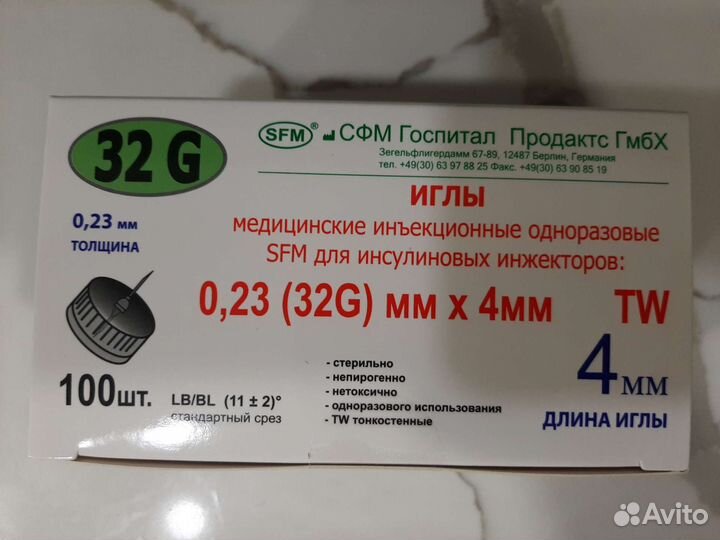 32 G
SFM® СФМ Госпитал Продактс ГмбХ
Зегельфлигердамм 67-89, 12487 Берлин, Германия
тел. +49(30) 63 97 88 25 Факс. +49(30) 63 90 85 19
ИГЛЫ
медицинские инъекционные одноразовые
SFM для инсулиновых инжекторов:
0,23 мм
ТОЛЩИНА
0,23 (32G) мм х 4мм TW
100шт.
LB/BL (11 ± 2)°
стандартный срез
- стерильно
- непирогенно
- нетоксично
- одноразового использования
- TW тонкостенные
4мм
ДЛИНА ИГЛЫ
Avito